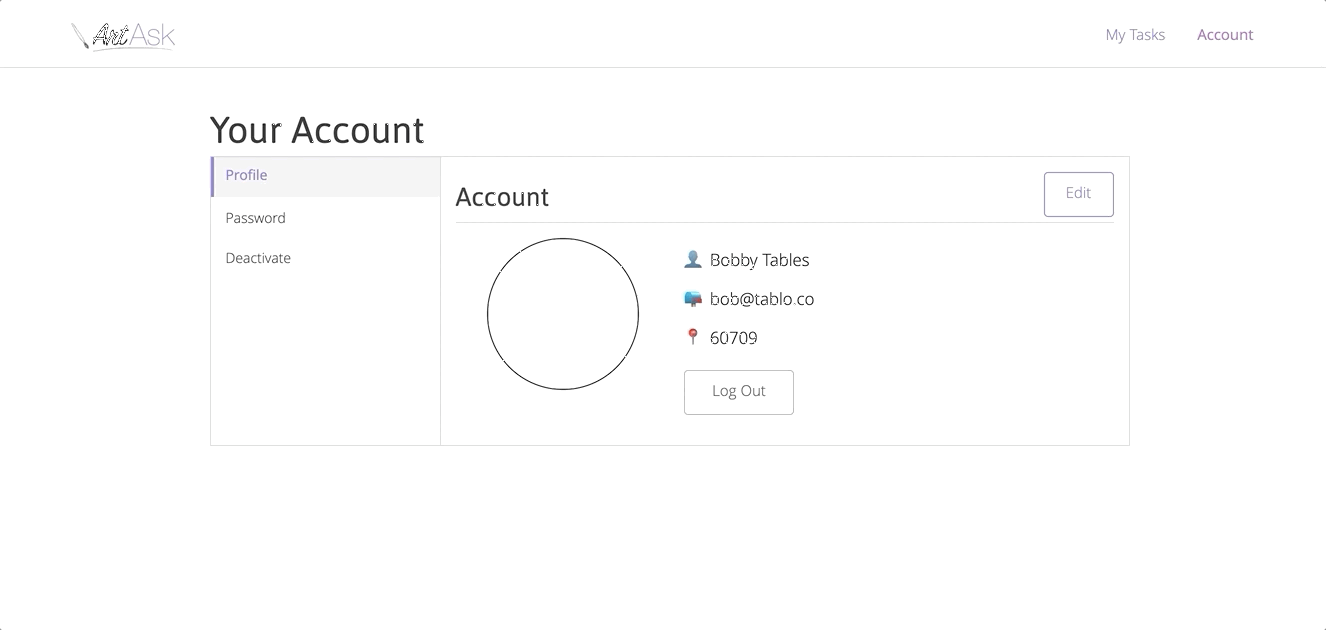 ArtAsk
My Tasks
Account
Your Account
Profile
Password
Deactivate
Account
Edit
Bobby Tables
bob@tablo.co
60709
Log Out